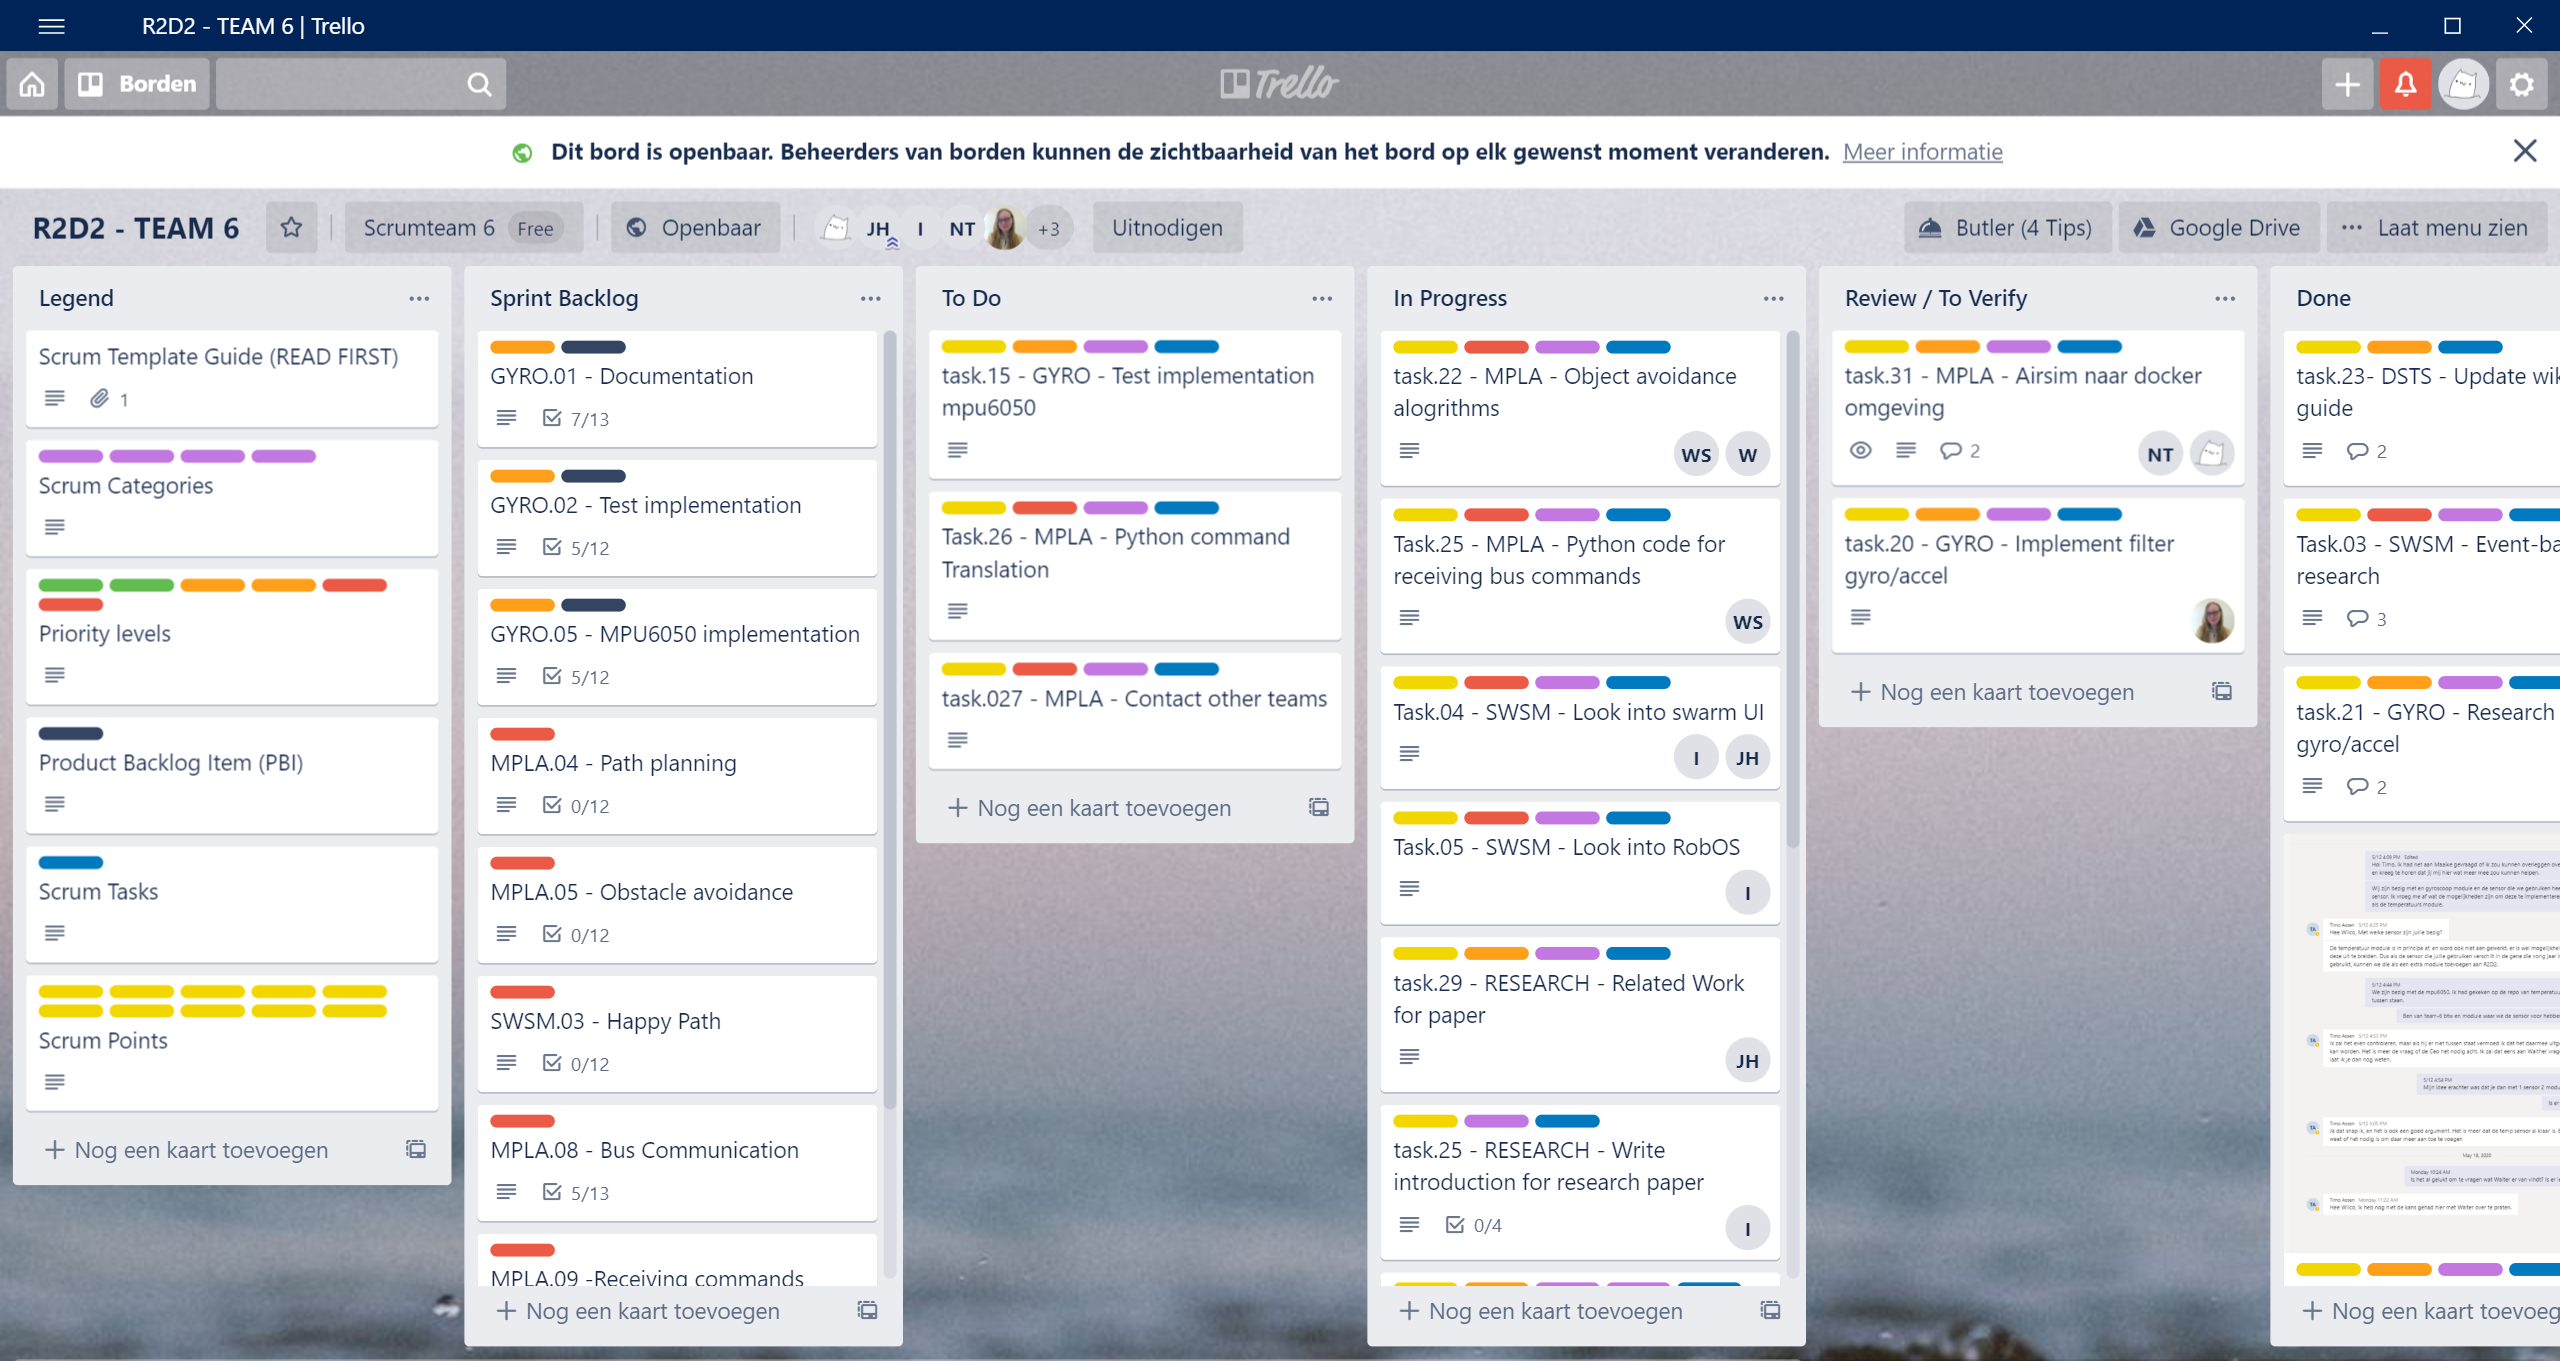 R2D2 - TEAM 6 | Trello
Borden
Trello
Dit bord is openbaar. Beheerders van borden kunnen de zichtbaarheid van het bord op elk gewenst moment veranderen. Meer informatie
R2D2 - TEAM 6
Scrumteam 6 Free
Openbaar
JH I NT +3
Uitnodigen
Butler (4 Tips)
Google Drive
Laat menu zien
Legend
Scrum Template Guide (READ FIRST)
1
Scrum Categories
Priority levels
Product Backlog Item (PBI)
Scrum Tasks
Scrum Points
Nog een kaart toevoegen
Sprint Backlog
GYRO.01 - Documentation
7/13
GYRO.02 - Test implementation
5/12
GYRO.05 - MPU6050 implementation
5/12
MPLA.04 - Path planning
0/12
MPLA.05 - Obstacle avoidance
0/12
SWSM.03 - Happy Path
0/12
MPLA.08 - Bus Communication
5/13
MPLA.09 -Receiving commands
Nog een kaart toevoegen
To Do
task.15 - GYRO - Test implementation
mpu6050
Task.26 - MPLA - Python command
Translation
task.027 - MPLA - Contact other teams
Nog een kaart toevoegen
In Progress
task.22 - MPLA - Object avoidance
alogrithms
WS W
Task.25 - MPLA - Python code for
receiving bus commands
WS
Task.04 - SWSM - Look into swarm UI
I JH
Task.05 - SWSM - Look into RobOS
I
task.29 - RESEARCH - Related Work
for paper
JH
task.25 - RESEARCH - Write
introduction for research paper
0/4
I
Nog een kaart toevoegen
Review / To Verify
task.31 - MPLA - Airsim naar docker
omgeving
2
NT
task.20 - GYRO - Implement filter
gyro/accel
Nog een kaart toevoegen
Done
task.23- DSTS - Update wik
guide
2
Task.03 - SWSM - Event-ba
research
3
task.21 - GYRO - Research
gyro/accel
2
Nog een kaart toevoeg